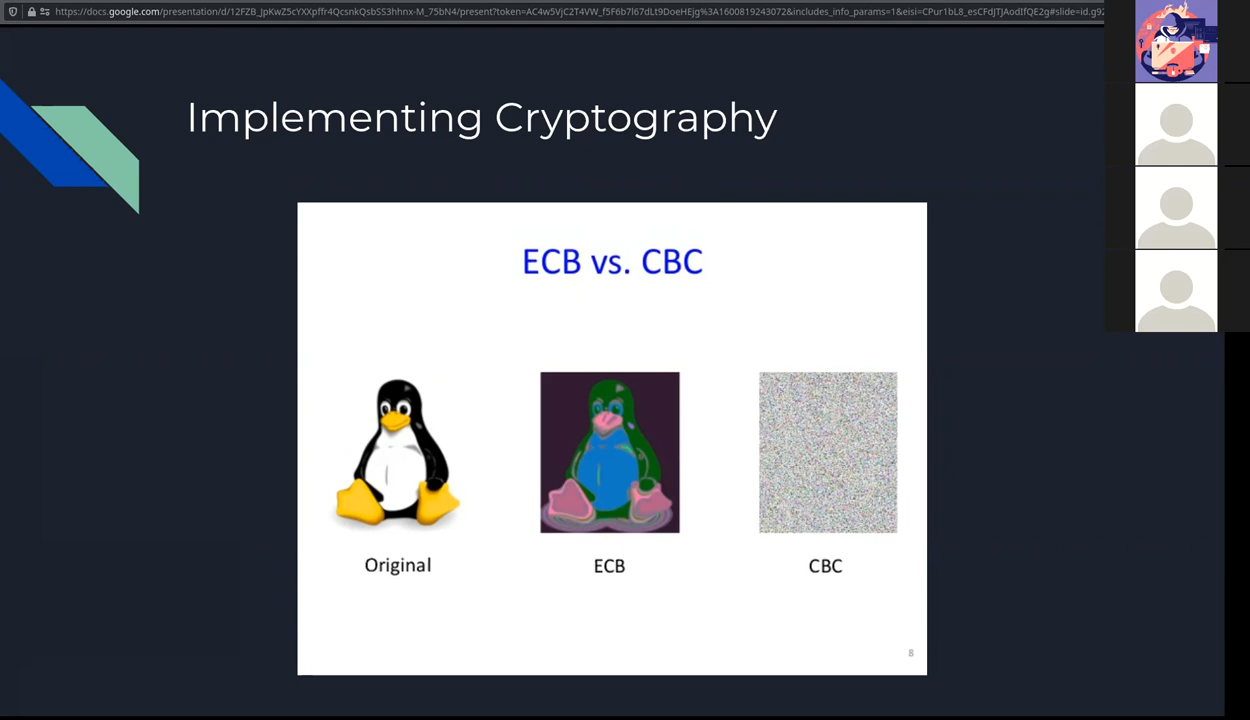 https://docs.google.com/presentation/d/12FZB_JpKwZ5cYXXpffr4QcsnkQsbSS3hhnx-M_75bN4/present?token=AC4w5VjC2T4VW_f5F6b7l67dLt9DoeHEjg%3A1600819243072&includes_info_params=1&eisi=CPur1bL8_esCFdJTJAodIfQE2g#slide=id.g92
Implementing Cryptography
ECB vs. CBC
Original
ECB
CBC
8